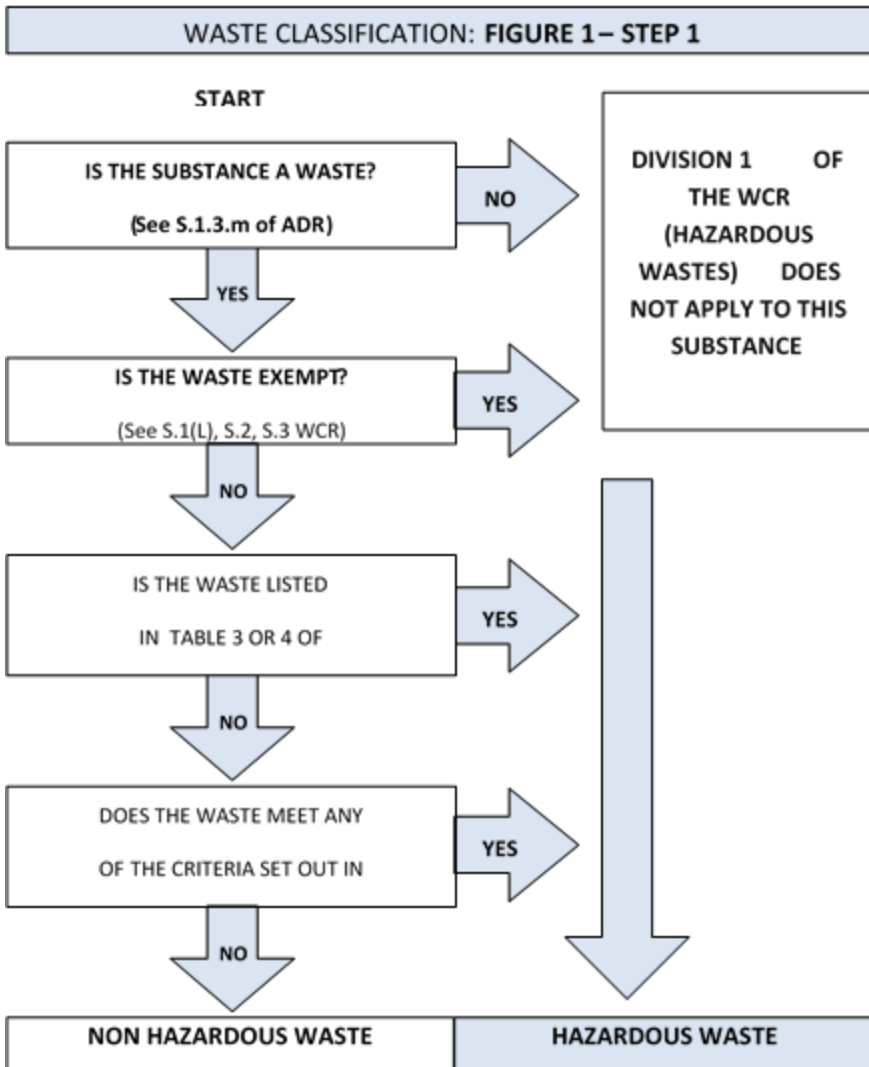 WASTE CLASSIFICATION: FIGURE 1 – STEP 1
START
IS THE SUBSTANCE A WASTE?
(See S.1.3.m of ADR)
NO
DIVISION 1 OF
THE WCR
(HAZARDOUS
WASTES) DOES
NOT APPLY TO THIS
SUBSTANCE
YES
IS THE WASTE EXEMPT?
(See S.1(L), S.2, S.3 WCR)
YES
NO
IS THE WASTE LISTED
IN TABLE 3 OR 4 OF
YES
NO
DOES THE WASTE MEET ANY
OF THE CRITERIA SET OUT IN
YES
NO
NON HAZARDOUS WASTE
HAZARDOUS WASTE